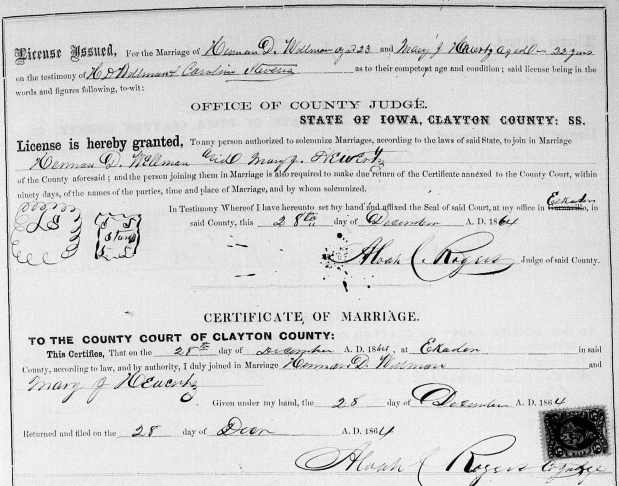 License Issued, For the Marriage of Herman D. Wellman aged 23 and Mary J aged 22 yrs
on the testimony of H D Wellman & Caroline Stevens as to their competent age and condition; said license being in the
words and figures following, to-wit:
OFFICE OF COUNTY JUDGE.
STATE OF IOWA, CLAYTON COUNTY: SS.
License is hereby granted, To any person authorized to solemnize Marriages, according to the laws of said State, to join in Marriage
Herman D. Wellman and Mary J.
of the County aforesaid; and the person joining them in Marriage is also required to make due return of the Certificate annexed to the County Court, within
ninety days, of the names of the parties, time and place of Marriage, and by whom solemnized.
In Testimony Whereof I have hereunto set my hand and affixed the Seal of said Court, at my office in Elkader, in
said County, this 28th day of December A. D. 1864
L S
Stamp
Judge of said County.
Rogers
CERTIFICATE OF MARRIAGE.
TO THE COUNTY COURT OF CLAYTON COUNTY:
This Certifies, That on the 28th day of December A. D. 1864, at Elkader in said
County, according to law, and by authority, I duly joined in Marriage Herman D. Wellman and
Mary J
Given under my hand, the 28 day of December A. D. 1864
Returned and filed on the 28 day of Decr A. D. 1864
Rogers Co Judge